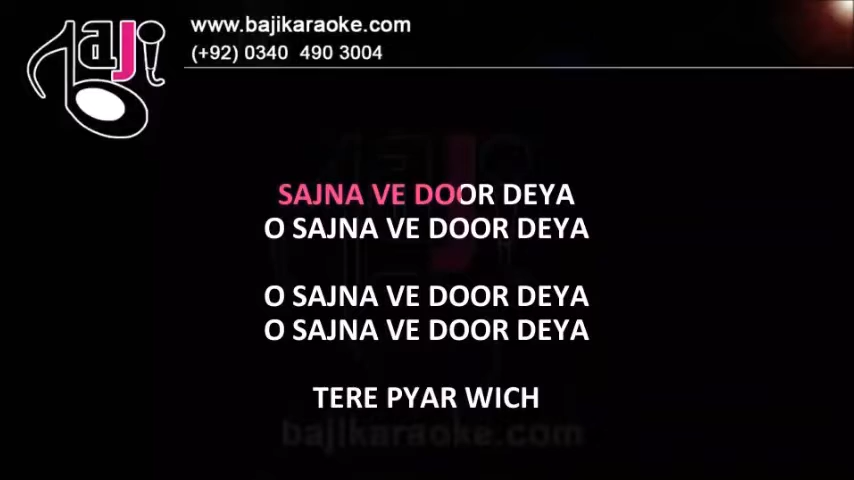 www.bajikaraoke.com
(+92) 0340 490 3004
Baji
SAJNA VE DOOR DEYA
O SAJNA VE DOOR DEYA
O SAJNA VE DOOR DEYA
O SAJNA VE DOOR DEYA
TERE PYAR WICH
bajikaraoke.com